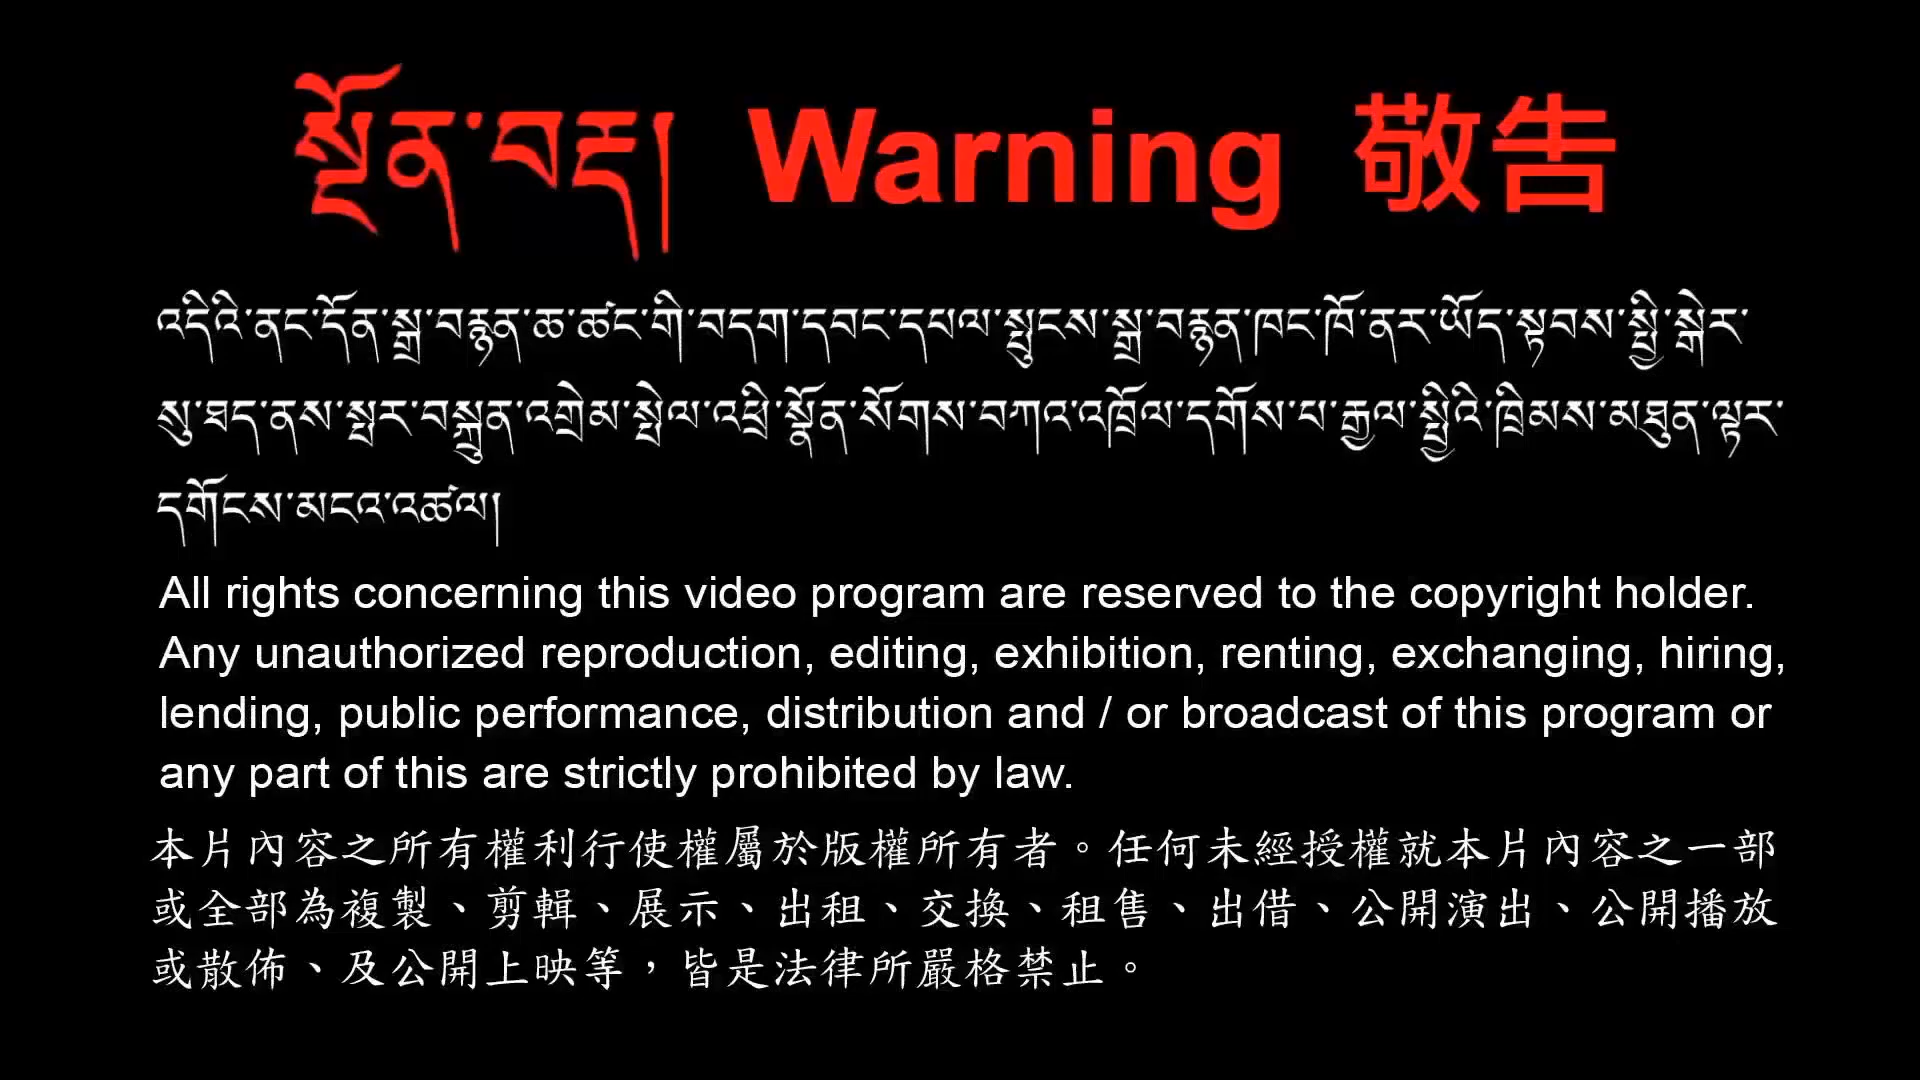 སྔོན་བརྡ། Warning 敬告
འདིའི་ནང་དོན་སྒྲ་བརྙན་ཆ་ཚང་གི་བདག་དབང་དཔལ་སྤུངས་སྒྲ་བརྙན་ཁང་ཁོ་ནར་ཡོད་སྟབས་སྤྱི་སྒེར་
སུ་ཐད་ནས་སྤར་བསྐྲུན་འགྲེམ་སྤེལ་འཕྲི་སྣོན་སོགས་བཀའ་འཁྲོལ་དགོས་པ་རྒྱལ་སྤྱིའི་ཁྲིམས་མཐུན་ལྟར་
དགོངས་མངའ་འཚལ།
All rights concerning this video program are reserved to the copyright holder.
Any unauthorized reproduction, editing, exhibition, renting, exchanging, hiring,
lending, public performance, distribution and / or broadcast of this program or
any part of this are strictly prohibited by law.
本片內容之所有權利行使權屬於版權所有者。任何未經授權就本片內容之一部
或全部為複製、剪輯、展示、出租、交換、租售、出借、公開演出、公開播放
或散佈、及公開上映等，皆是法律所嚴格禁止。